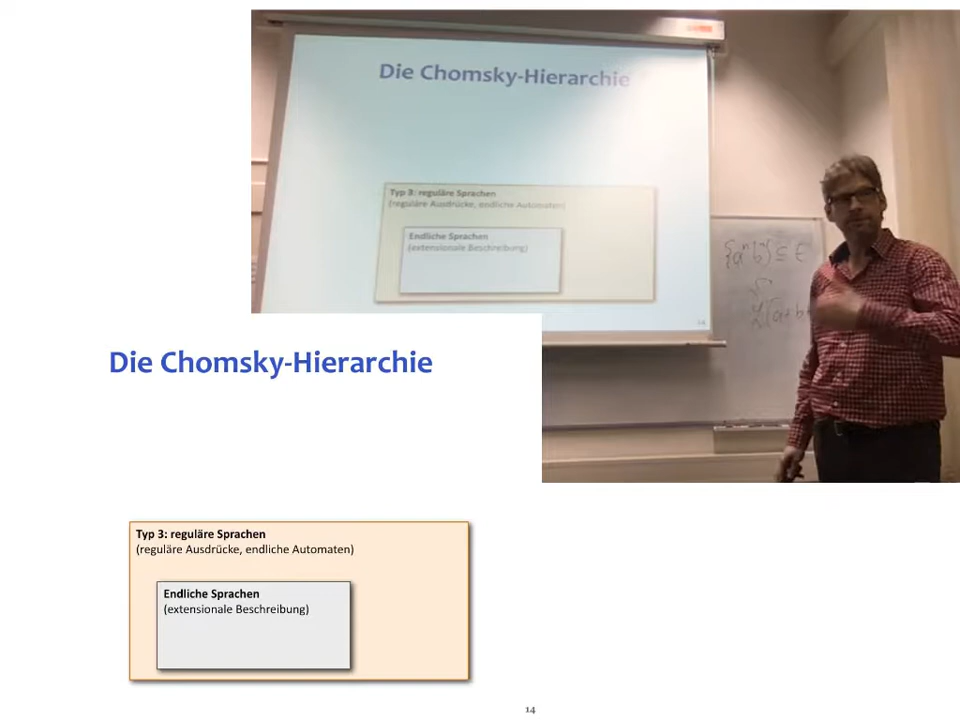 Die Chomsky-Hierarchie
Typ 3: reguläre Sprachen
(reguläre Ausdrücke, endliche Automaten)
Endliche Sprachen
(extensionale Beschreibung)
{aⁿbⁿ} ⊆ Σ
Die Chomsky-Hierarchie
Typ 3: reguläre Sprachen
(reguläre Ausdrücke, endliche Automaten)
Endliche Sprachen
(extensionale Beschreibung)
14